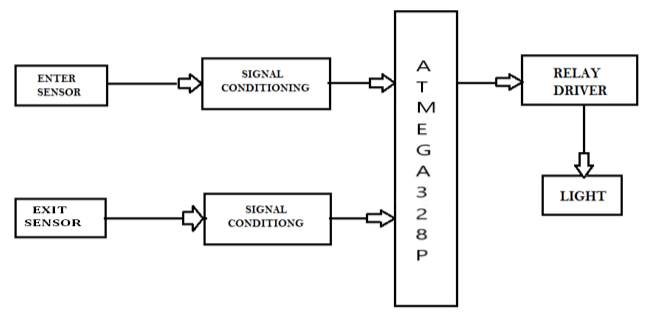 ENTER
SENSOR
SIGNAL
CONDITIONING
A
T
M
E
G
A
3
2
8
P
RELAY
DRIVER
LIGHT
EXIT
SENSOR
SIGNAL
CONDITIONG